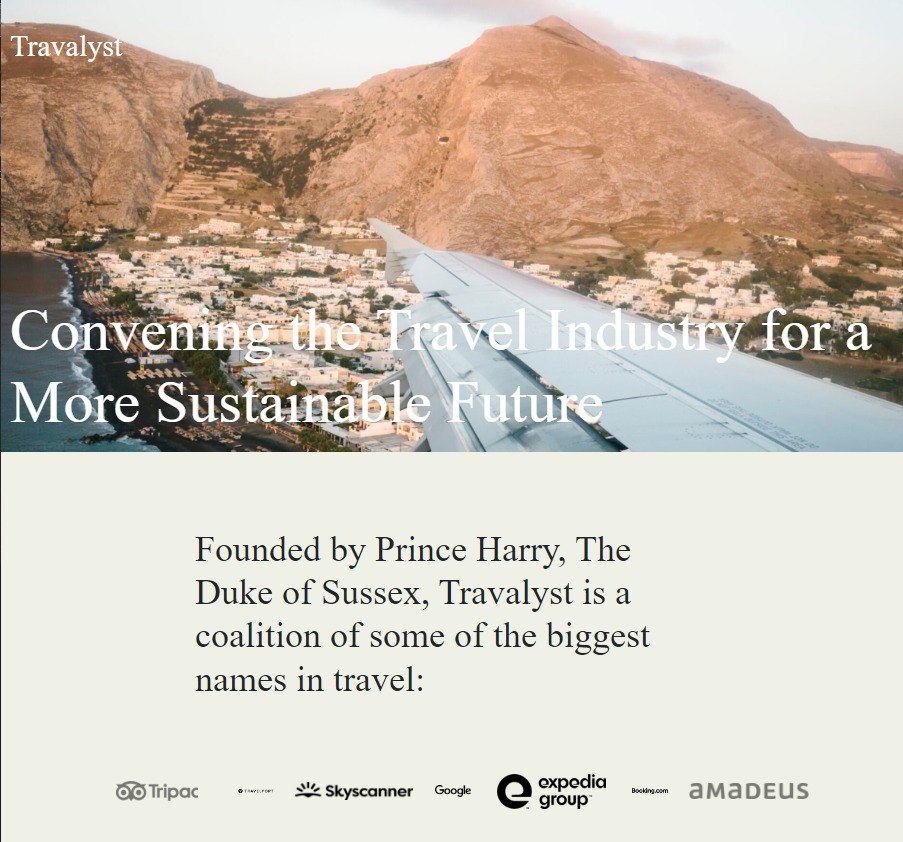 Travalyst
Convening the Travel Industry for a
More Sustainable Future
Founded by Prince Harry, The
Duke of Sussex, Travalyst is a
coalition of some of the biggest
names in travel:
Tripac TRAVELPORT Skyscanner Google expedia group™ Booking.com amadeus